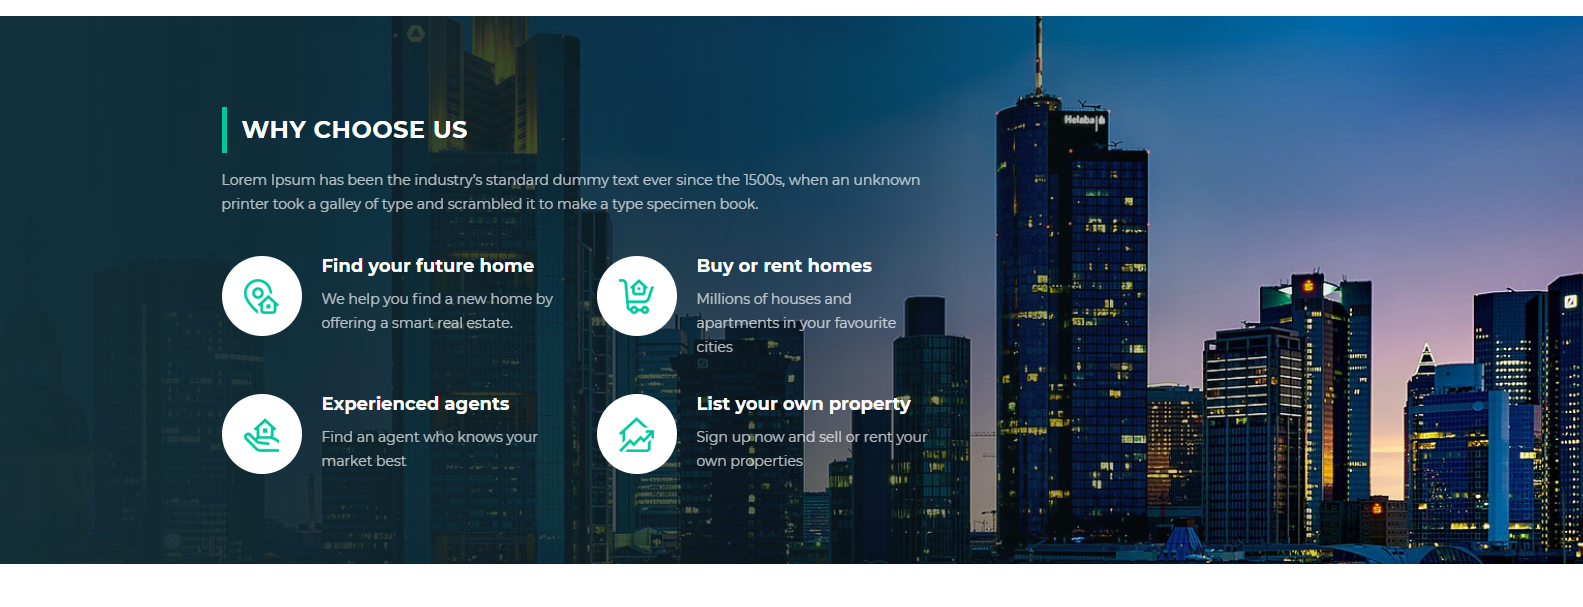 WHY CHOOSE US
Lorem Ipsum has been the industry's standard dummy text ever since the 1500s, when an unknown
printer took a galley of type and scrambled it to make a type specimen book.
Find your future home
We help you find a new home by
offering a smart real estate.
Buy or rent homes
Millions of houses and
apartments in your favourite
cities
Experienced agents
Find an agent who knows your
market best
List your own property
Sign up now and sell or rent your
own properties
Helaba